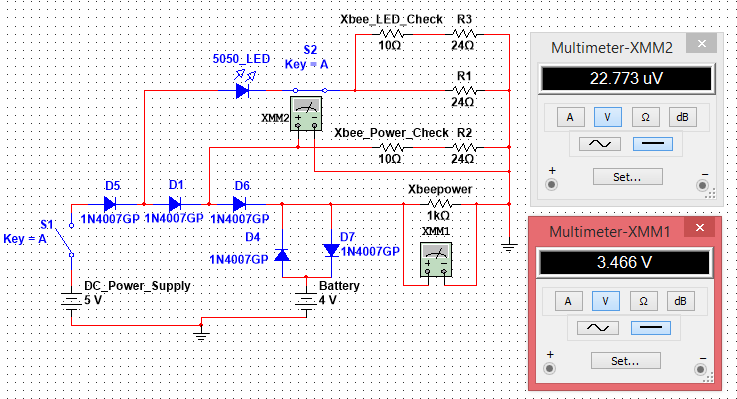 Xbee_LED_Check R3
10Ω 24Ω
5050_LED S2
Key = A
R1
24Ω
XMM2
Xbee_Power_Check R2
10Ω 24Ω
D5 D1 D6
1N4007GP 1N4007GP 1N4007GP
S1
Key = A
D4 D7
1N4007GP 1N4007GP
Xbeepower
1kΩ
XMM1
DC_Power_Supply
5 V
Battery
4 V
Multimeter-XMM2 ×
22.773 uV
A V Ω dB
Set...
+ –
Multimeter-XMM1 ×
3.466 V
A V Ω dB
Set...
+ –